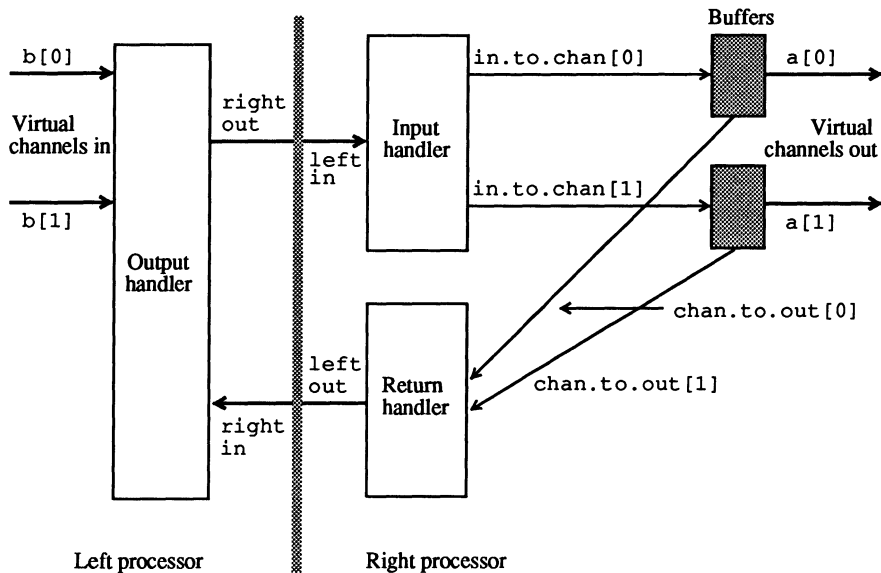 Buffers
b[0]
in.to.chan[0]
a[0]
right
out
Virtual
channels in
Input
handler
Virtual
channels out
left
in
in.to.chan[1]
b[1]
a[1]
Output
handler
chan.to.out[0]
left
out
Return
handler
chan.to.out[1]
right
in
Left processor
Right processor